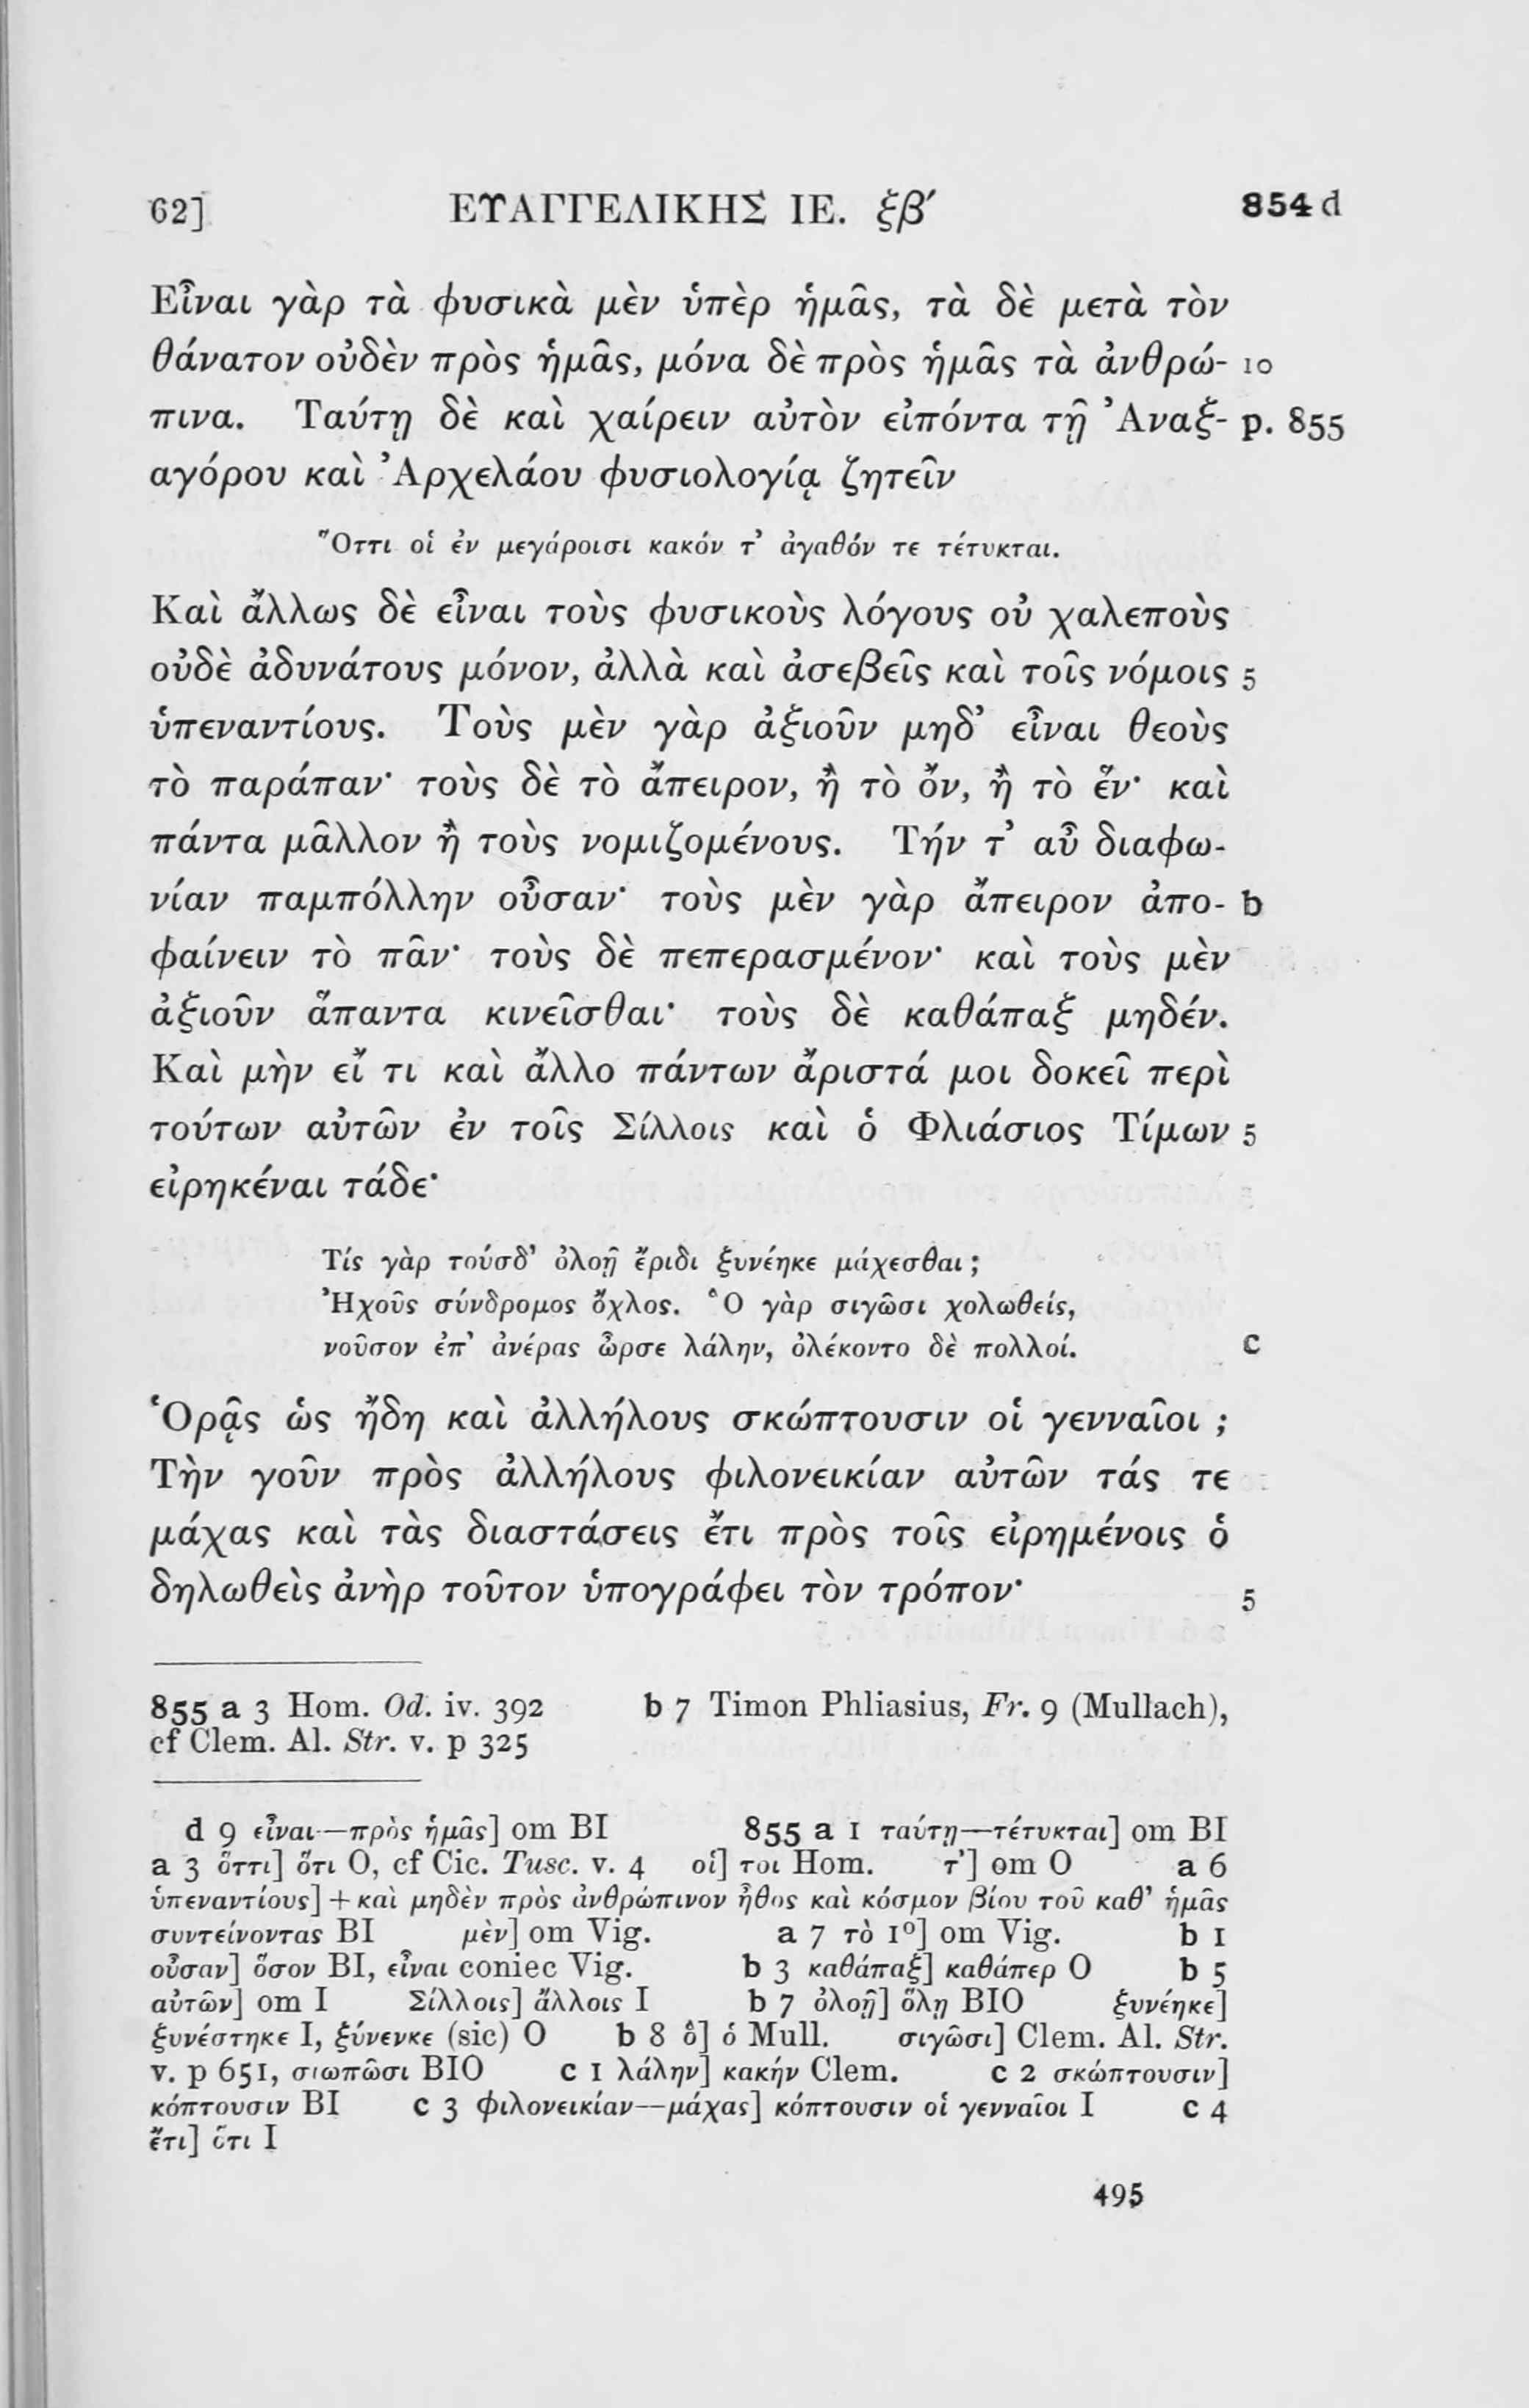 62] ΕΥΑΓΓΕΛΙΚΗΣ ΙΕ. ξβ′ 854 d
Εἶναι γὰρ τὰ φυσικὰ μὲν ὑπὲρ ἡμᾶς, τὰ δὲ μετὰ τὸν
θάνατον οὐδὲν πρὸς ἡμᾶς, μόνα δὲ πρὸς ἡμᾶς τὰ ἀνθρώ- 10
πινα. Ταύτῃ δὲ καὶ χαίρειν αὐτὸν εἰπόντα τῇ Ἀναξ- p. 855
αγόρου καὶ Ἀρχελάου φυσιολογίᾳ ζητεῖν
Ὅττι οἱ ἐν μεγάροισι κακόν τ’ ἀγαθόν τε τέτυκται.
Καὶ ἄλλως δὲ εἶναι τοὺς φυσικοὺς λόγους οὐ χαλεποὺς
οὐδὲ ἀδυνάτους μόνον, ἀλλὰ καὶ ἀσεβεῖς καὶ τοῖς νόμοις 5
ὑπεναντίους. Τοὺς μὲν γὰρ ἀξιοῦν μηδ’ εἶναι θεοὺς
τὸ παράπαν· τοὺς δὲ τὸ ἄπειρον, ἢ τὸ ὄν, ἢ τὸ ἕν· καὶ
πάντα μᾶλλον ἢ τοὺς νομιζομένους. Τήν τ’ αὖ διαφω-
νίαν παμπόλλην οὖσαν· τοὺς μὲν γὰρ ἄπειρον ἀπο- b
φαίνειν τὸ πᾶν· τοὺς δὲ πεπερασμένον· καὶ τοὺς μὲν
ἀξιοῦν ἅπαντα κινεῖσθαι· τοὺς δὲ καθάπαξ μηδέν.
Καὶ μὴν εἴ τι καὶ ἄλλο πάντων ἄριστά μοι δοκεῖ περὶ
τούτων αὐτῶν ἐν τοῖς Σίλλοις καὶ ὁ Φλιάσιος Τίμων 5
εἰρηκέναι τάδε·
Τίς γὰρ τούσδ’ ὀλοῇ ἔριδι ξυνέηκε μάχεσθαι;
Ἠχοῦς σύνδρομος ὄχλος. Ὃ γὰρ σιγῶσι χολωθείς,
νοῦσον ἐπ’ ἀνέρας ὦρσε λάλην, ὀλέκοντο δὲ πολλοί. c
Ὁρᾷς ὡς ἤδη καὶ ἀλλήλους σκώπτουσιν οἱ γενναῖοι;
Τὴν γοῦν πρὸς ἀλλήλους φιλονεικίαν αὐτῶν τάς τε
μάχας καὶ τὰς διαστάσεις ἔτι πρὸς τοῖς εἰρημένοις ὁ
δηλωθεὶς ἀνὴρ τοῦτον ὑπογράφει τὸν τρόπον· 5
855 a 3 Hom. Od. iv. 392 b 7 Timon Phliasius, Fr. 9 (Mullach),
cf Clem. Al. Str. v. p 325
d 9 εἶναι—πρὸς ἡμᾶς] om BI 855 a 1 ταύτῃ—τέτυκται] om BI
a 3 ὅττι] ὅτι O, cf Cic. Tusc. v. 4 οἱ] τοι Hom. τ’] om O a 6
ὑπεναντίους] + καὶ μηδὲν πρὸς ἀνθρώπινον ἦθος καὶ κόσμον βίου τοῦ καθ’ ἡμᾶς
συντείνοντας BI μὲν] om Vig. a 7 τὸ 1º] om Vig. b 1
οὖσαν] ὅσον BI, εἶναι coniec Vig. b 3 καθάπαξ] καθάπερ O b 5
αὐτῶν] om I Σίλλοις] ἄλλοις I b 7 ὀλοῇ] ὅλῃ BIO ξυνέηκε]
ξυνέστηκε I, ξύνευκε (sic) O b 8 ὃ] ὁ Mull. σιγῶσι] Clem. Al. Str.
v. p 651, σιωπῶσι BIO c 1 λάλην] κακήν Clem. c 2 σκώπτουσιν]
κόπτουσιν BI c 3 φιλονεικίαν—μάχας] κόπτουσιν οἱ γενναῖοι I c 4
ἔτι] ὅτι I
495